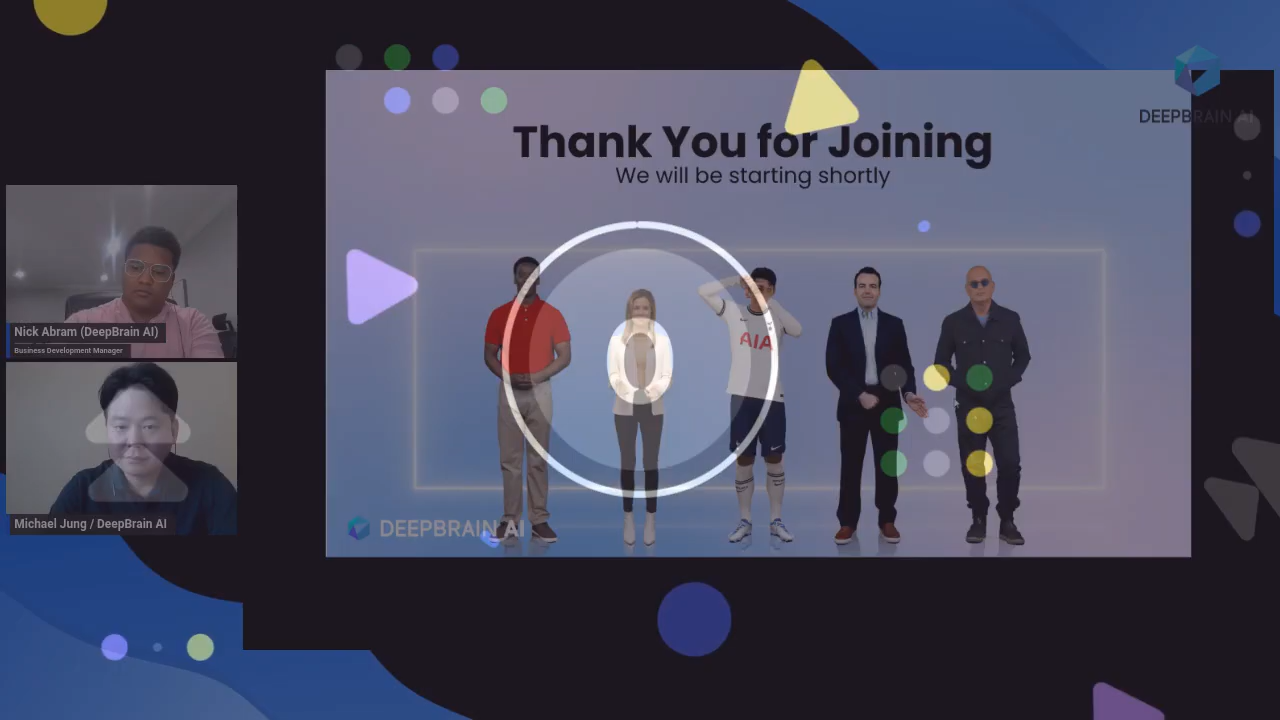 DEEPBRAIN AI
Thank You for Joining
We will be starting shortly
Nick Abram (DeepBrain AI)
Business Development Manager
0
AIA
Michael Jung / DeepBrain AI
DEEPBRAIN AI